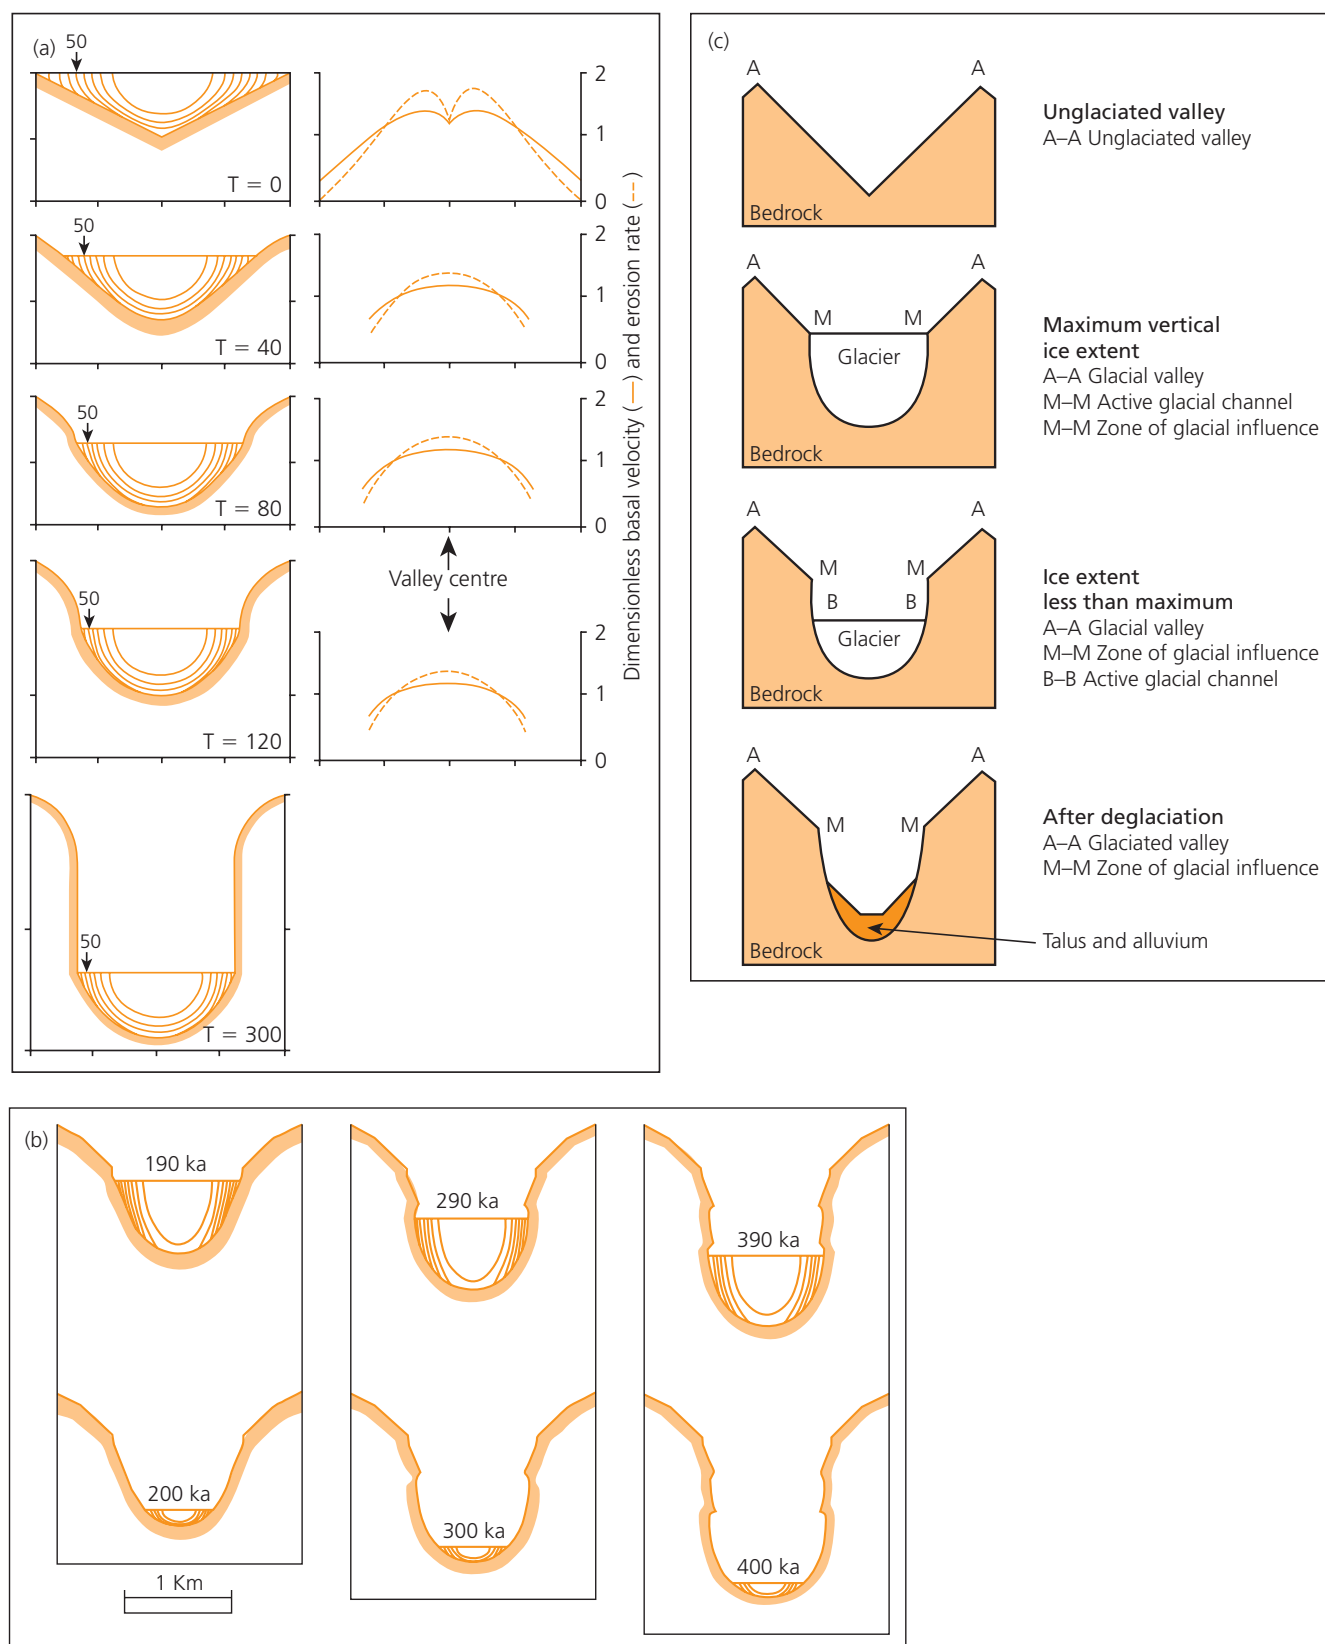 (a)
50
T = 0
2
1
0
50
T = 40
2
1
0
50
T = 80
2
1
0
Valley centre
50
T = 120
2
1
0
50
T = 300
Dimensionless basal velocity (—) and erosion rate (--)
(c)
A
A
Bedrock
Unglaciated valley
A–A Unglaciated valley
A
A
M
M
Glacier
Bedrock
Maximum vertical
ice extent
A–A Glacial valley
M–M Active glacial channel
M–M Zone of glacial influence
A
A
M
M
B
B
Glacier
Bedrock
Ice extent
less than maximum
A–A Glacial valley
M–M Zone of glacial influence
B–B Active glacial channel
A
A
M
M
Bedrock
After deglaciation
A–A Glaciated valley
M–M Zone of glacial influence
Talus and alluvium
(b)
190 ka
290 ka
390 ka
200 ka
300 ka
400 ka
1 Km